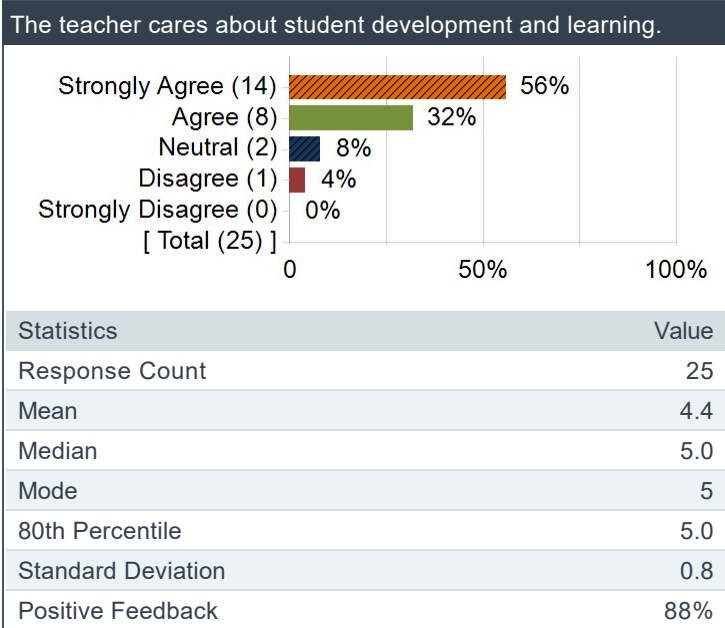 The teacher cares about student development and learning.
Strongly Agree (14) 56%
Agree (8) 32%
Neutral (2) 8%
Disagree (1) 4%
Strongly Disagree (0) 0%
[ Total (25) ]
0 50% 100%
Statistics Value
Response Count 25
Mean 4.4
Median 5.0
Mode 5
80th Percentile 5.0
Standard Deviation 0.8
Positive Feedback 88%